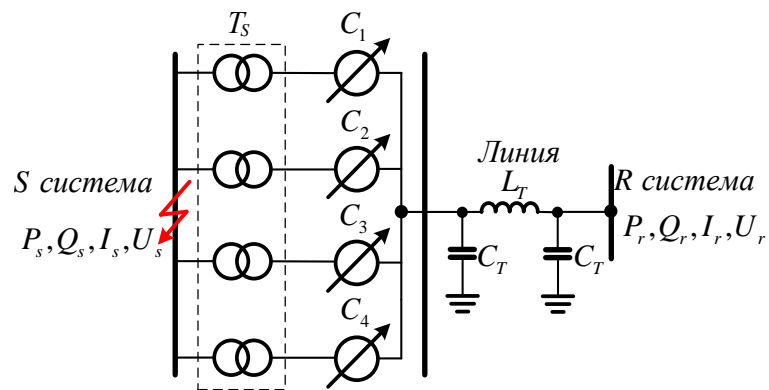 T_S
C_1
C_2
C_3
C_4
S система
P_s, Q_s, I_s, U_s
Линия
L_T
C_T
C_T
R система
P_r, Q_r, I_r, U_r